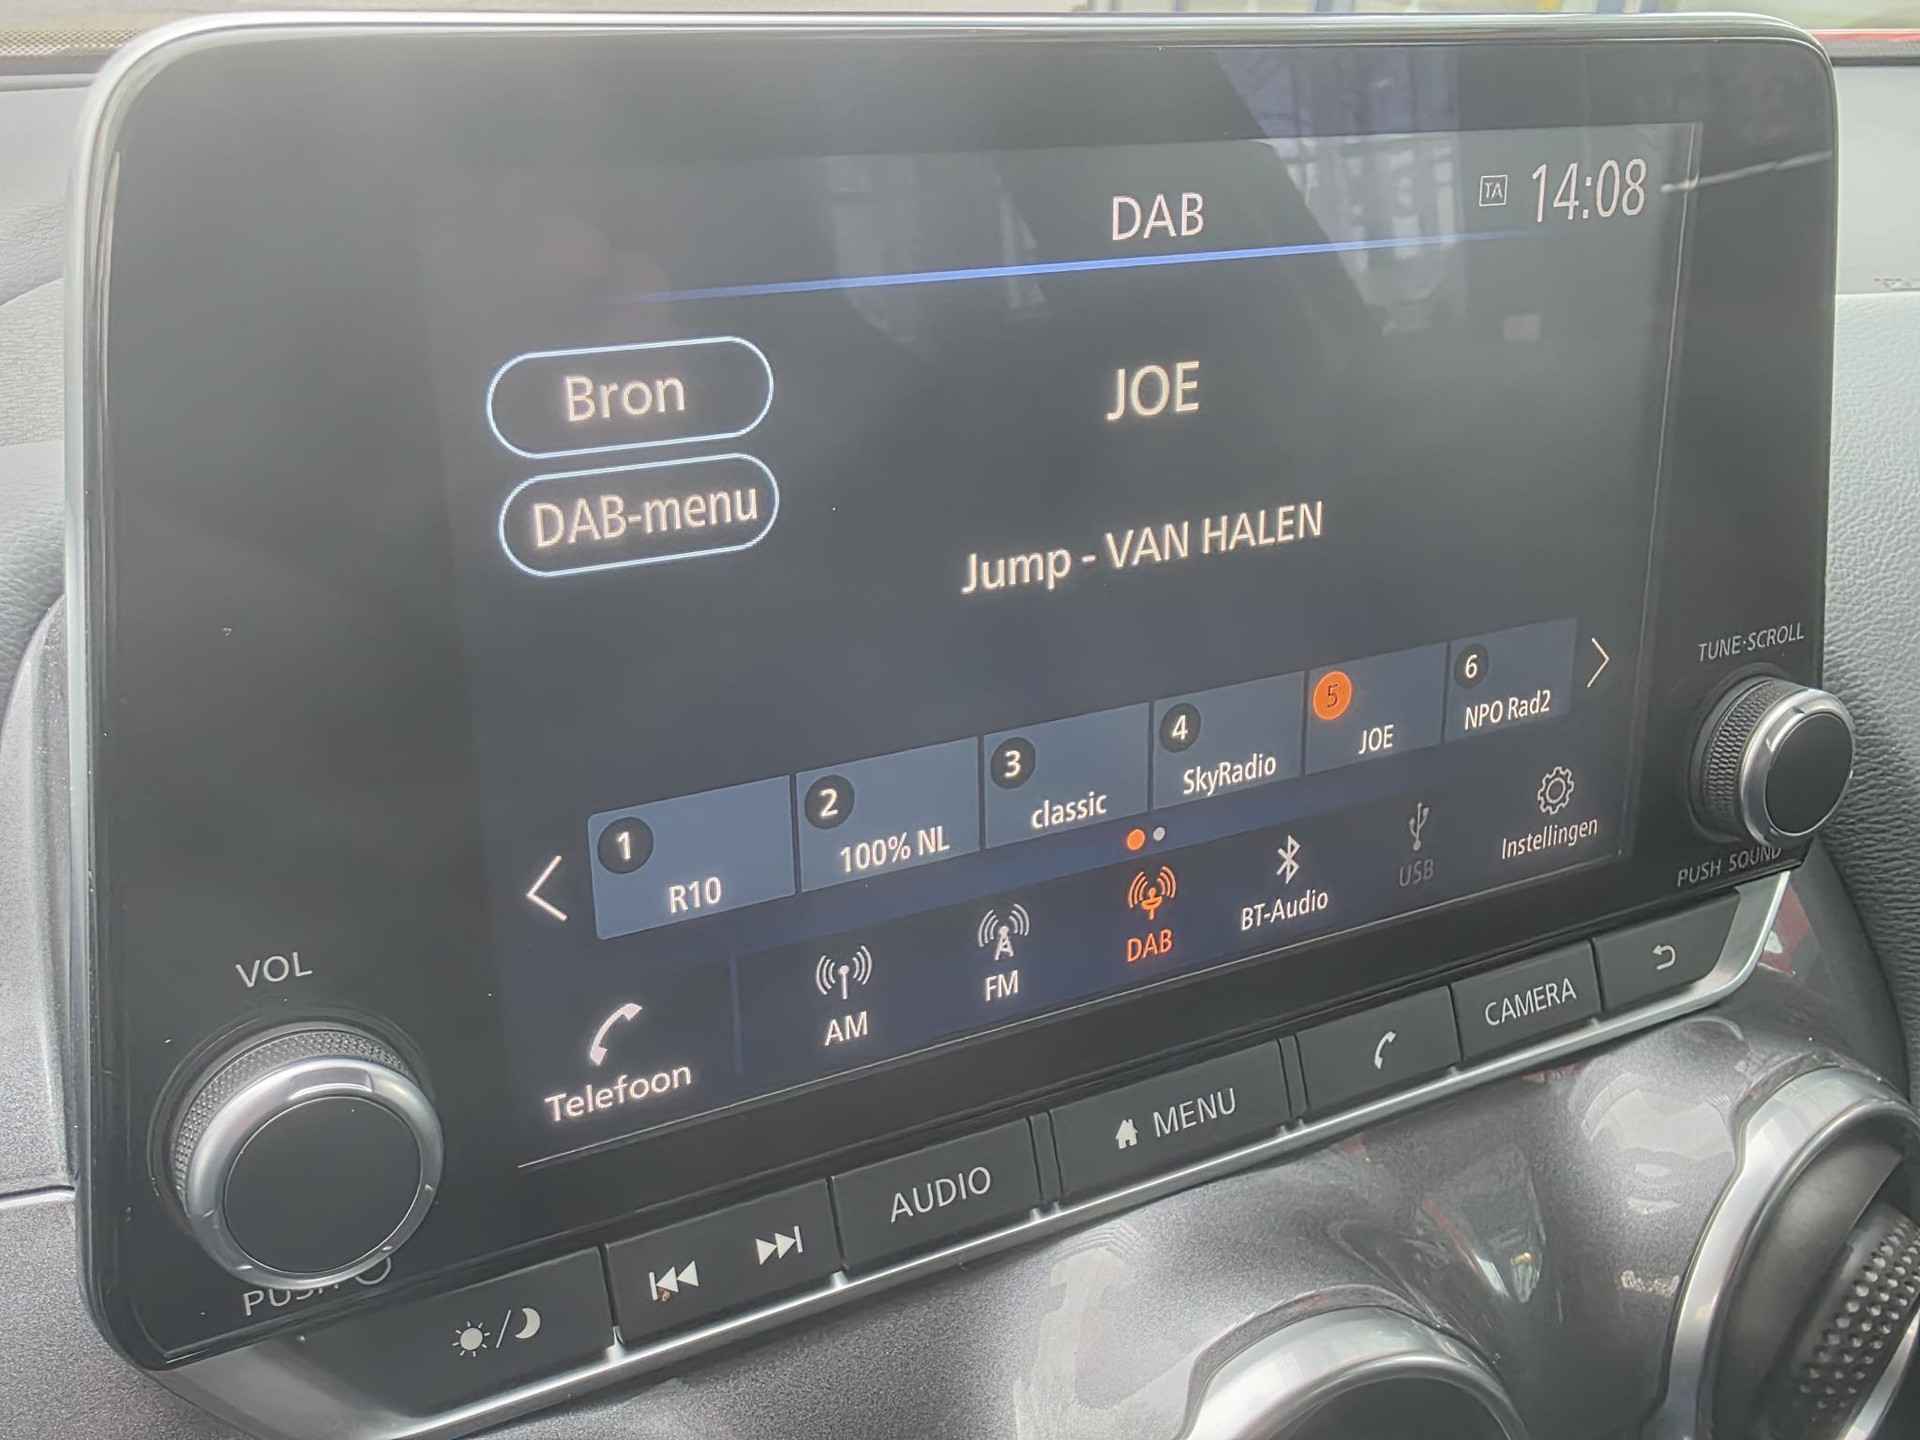 DAB
TA 14:08
Bron
JOE
DAB-menu
Jump - VAN HALEN
TUNE·SCROLL
1 R10
2 100% NL
3 classic
4 SkyRadio
5 JOE
6 NPO Rad2
PUSH SOUND
VOL
Telefoon
AM
FM
DAB
BT-Audio
USB
Instellingen
PUSH
AUDIO
MENU
CAMERA